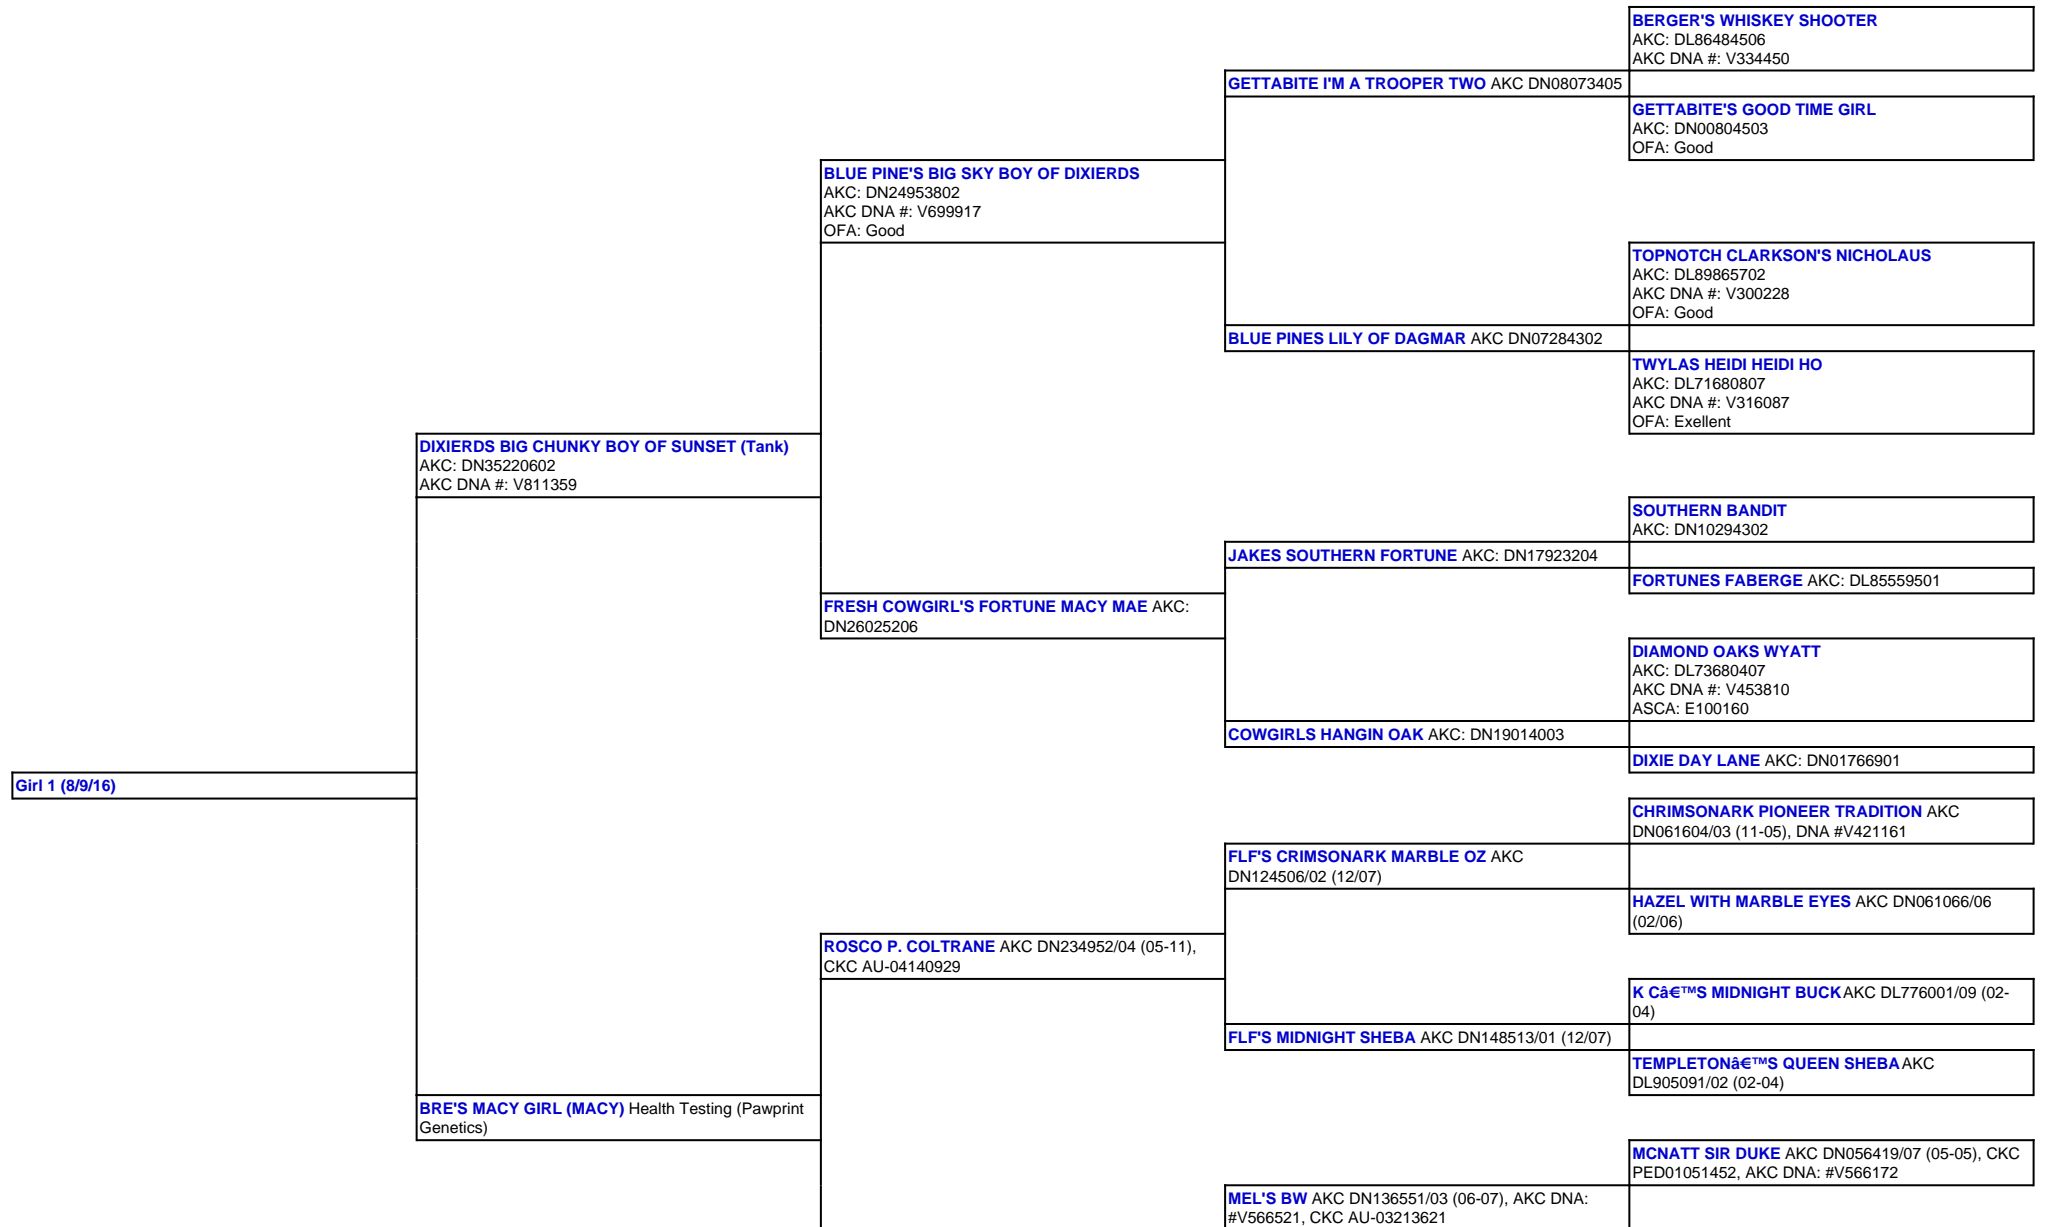 BERGER'S WHISKEY SHOOTER
AKC: DL86484506
AKC DNA #: V334450
GETTABITE I'M A TROOPER TWO AKC DN08073405
GETTABITE'S GOOD TIME GIRL
AKC: DN00804503
OFA: Good
BLUE PINE'S BIG SKY BOY OF DIXIERDS
AKC: DN24953802
AKC DNA #: V699917
OFA: Good
TOPNOTCH CLARKSON'S NICHOLAUS
AKC: DL89865702
AKC DNA #: V300228
OFA: Good
BLUE PINES LILY OF DAGMAR AKC DN07284302
TWYLAS HEIDI HEIDI HO
AKC: DL71680807
AKC DNA #: V316087
OFA: Exellent
DIXIERDS BIG CHUNKY BOY OF SUNSET (Tank)
AKC: DN35220602
AKC DNA #: V811359
SOUTHERN BANDIT
AKC: DN10294302
JAKES SOUTHERN FORTUNE AKC: DN17923204
FORTUNES FABERGE AKC: DL85559501
FRESH COWGIRL'S FORTUNE MACY MAE AKC:
DN26025206
DIAMOND OAKS WYATT
AKC: DL73680407
AKC DNA #: V453810
ASCA: E100160
COWGIRLS HANGIN OAK AKC: DN19014003
DIXIE DAY LANE AKC: DN01766901
Girl 1 (8/9/16)
CHRIMSONARK PIONEER TRADITION AKC
DN061604/03 (11-05), DNA #V421161
FLF'S CRIMSONARK MARBLE OZ AKC
DN124506/02 (12/07)
HAZEL WITH MARBLE EYES AKC DN061066/06
(02/06)
ROSCO P. COLTRANE AKC DN234952/04 (05-11),
CKC AU-04140929
K Câ€™S MIDNIGHT BUCK AKC DL776001/09 (02-
04)
FLF'S MIDNIGHT SHEBA AKC DN148513/01 (12/07)
TEMPLETONâ€™S QUEEN SHEBA AKC
DL905091/02 (02-04)
BRE'S MACY GIRL (MACY) Health Testing (Pawprint
Genetics)
MCNATT SIR DUKE AKC DN056419/07 (05-05), CKC
PED01051452, AKC DNA: #V566172
MEL'S BW AKC DN136551/03 (06-07), AKC DNA:
#V566521, CKC AU-03213621